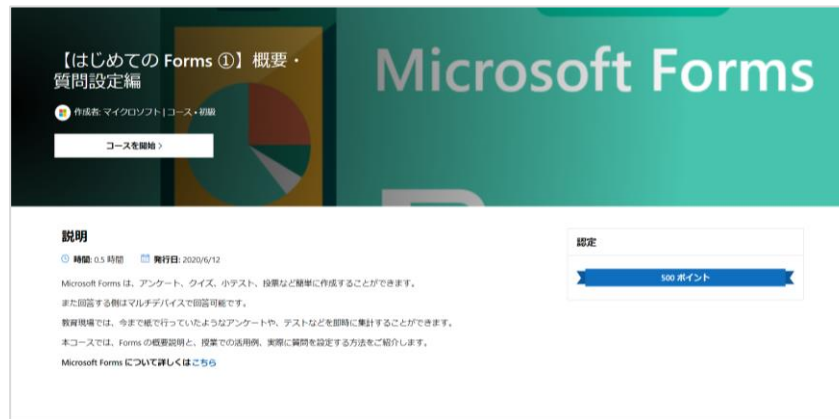 【はじめての Forms ①】概要・
質問設定編
作成者: マイクロソフト | コース • 初級
コースを開始 >
Microsoft Forms
説明
時間: 0.5 時間 発行日: 2020/6/12
Microsoft Forms は、アンケート、クイズ、小テスト、投票など簡単に作成することができます。
また回答する側はマルチデバイスで回答可能です。
教育現場では、今まで紙で行っていたようなアンケートや、テストなどを即時に集計することができます。
本コースでは、Forms の概要説明と、授業での活用例、実際に質問を設定する方法をご紹介します。
Microsoft Forms について詳しくはこちら
認定
500 ポイント